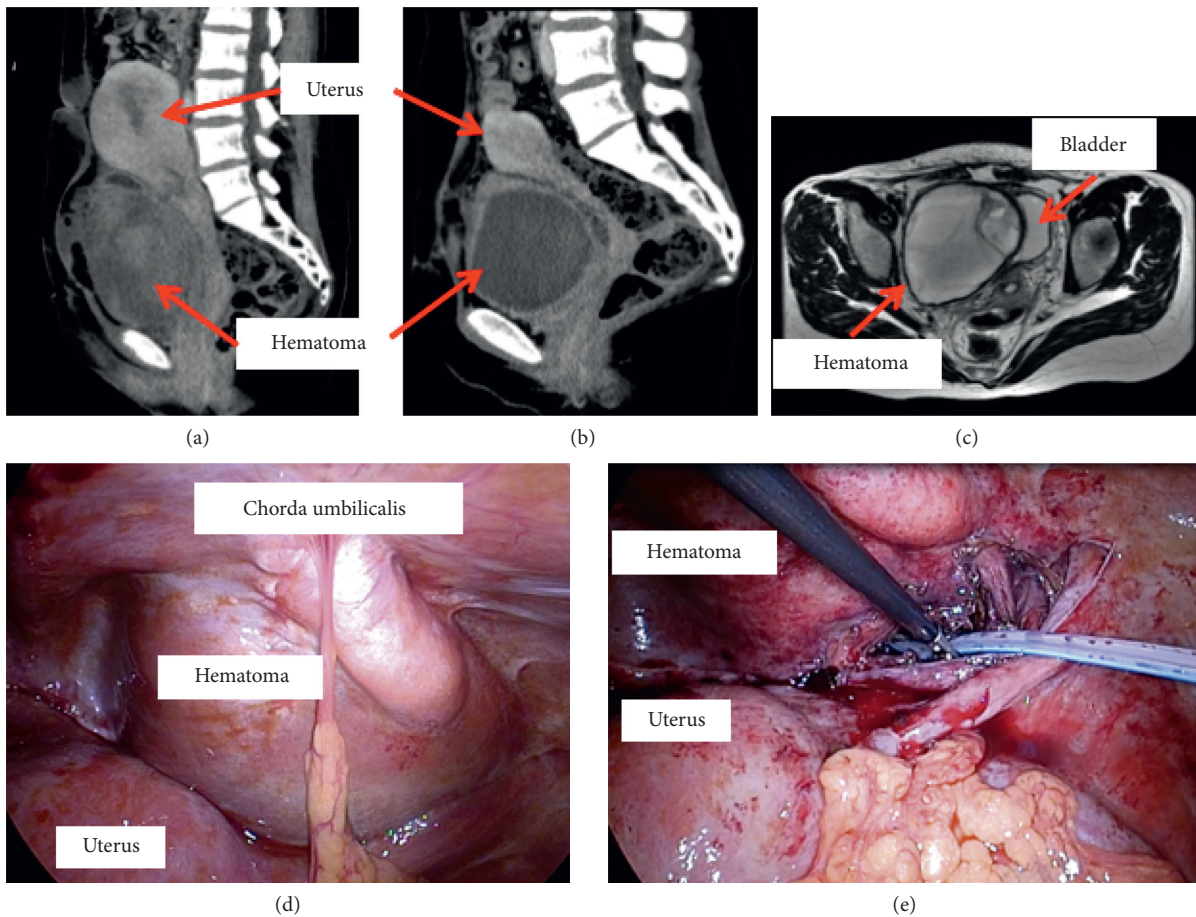 Uterus
Hematoma
(a)
(b)
Bladder
Hematoma
(c)
Chorda umbilicalis
Hematoma
Uterus
(d)
Hematoma
Uterus
(e)